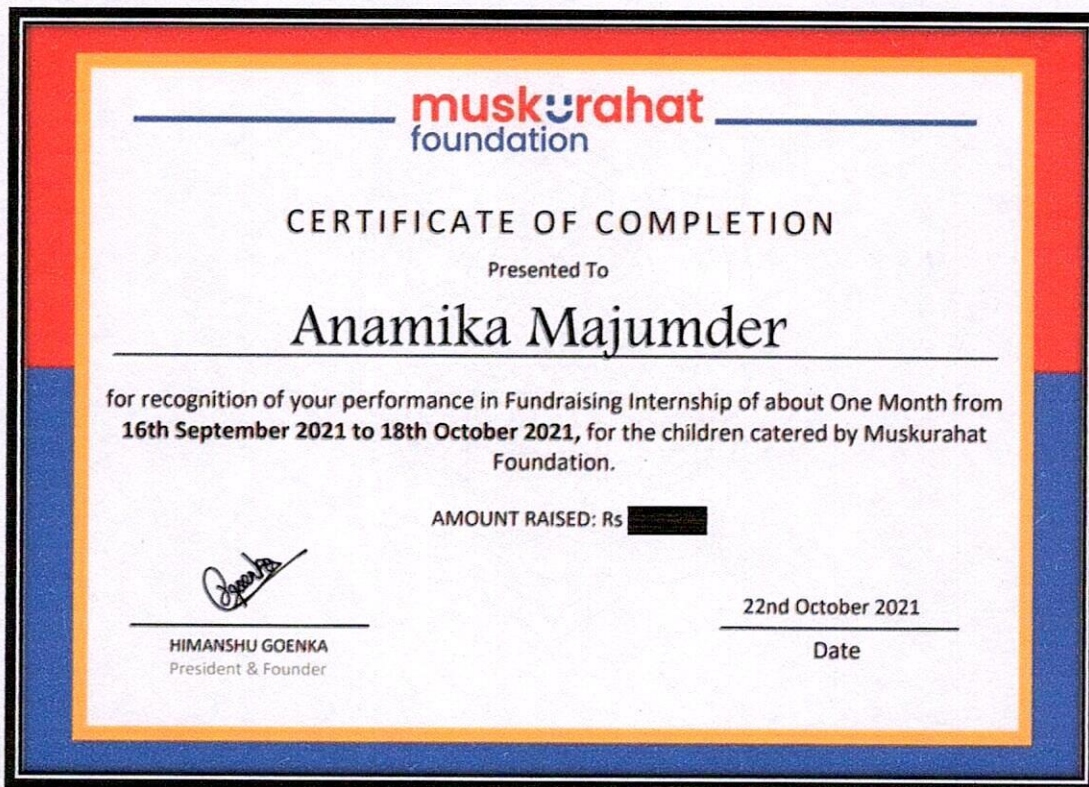 muskurahat
foundation
CERTIFICATE OF COMPLETION
Presented To
Anamika Majumder
for recognition of your performance in Fundraising Internship of about One Month from
16th September 2021 to 18th October 2021, for the children catered by Muskurahat
Foundation.
AMOUNT RAISED: Rs
22nd October 2021
HIMANSHU GOENKA
Date
President & Founder